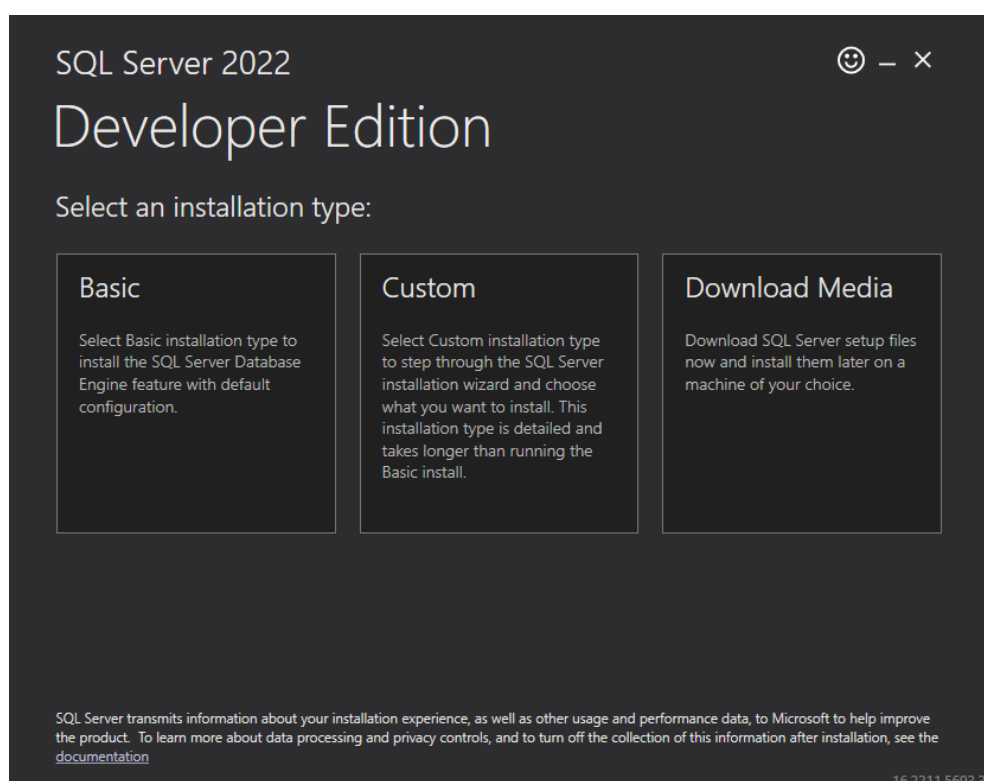 SQL Server 2022
Developer Edition
Select an installation type:
Basic
Select Basic installation type to
install the SQL Server Database
Engine feature with default
configuration.
Custom
Select Custom installation type
to step through the SQL Server
installation wizard and choose
what you want to install. This
installation type is detailed and
takes longer than running the
Basic install.
Download Media
Download SQL Server setup files
now and install them later on a
machine of your choice.
SQL Server transmits information about your installation experience, as well as other usage and performance data, to Microsoft to help improve
the product. To learn more about data processing and privacy controls, and to turn off the collection of this information after installation, see the
documentation